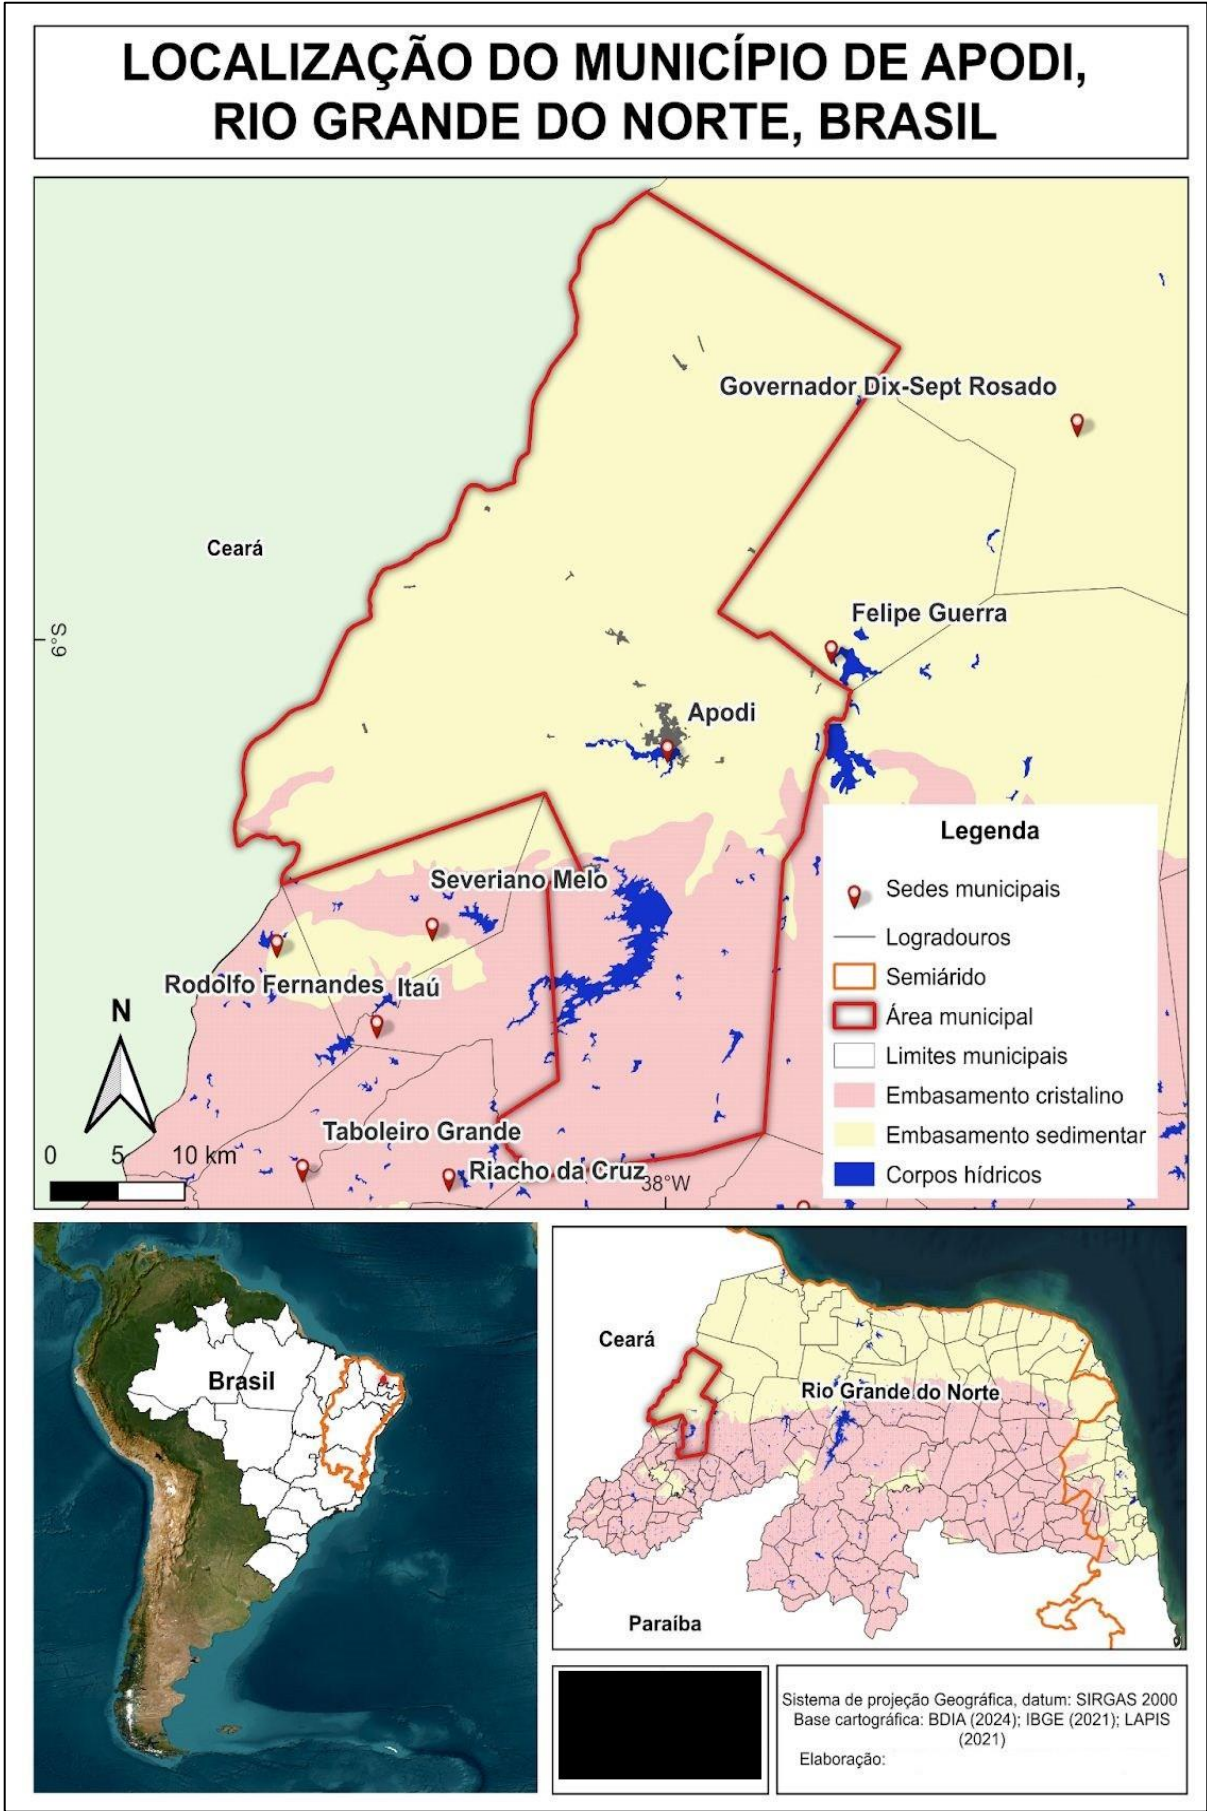 LOCALIZAÇÃO DO MUNICÍPIO DE APODI,
RIO GRANDE DO NORTE, BRASIL
Governador Dix-Sept Rosado
Ceará
6°S
Felipe Guerra
Apodi
Severiano Melo
Rodolfo Fernandes
Itaú
N
Taboleiro Grande
0 5 10 km
Riacho da Cruz
38°W
Legenda
Sedes municipais
Logradouros
Semiárido
Área municipal
Limites municipais
Embasamento cristalino
Embasamento sedimentar
Corpos hídricos
Brasil
Ceará
Rio Grande do Norte
Paraíba
Sistema de projeção Geográfica, datum: SIRGAS 2000
Base cartográfica: BDIA (2024); IBGE (2021); LAPIS
(2021)
Elaboração: